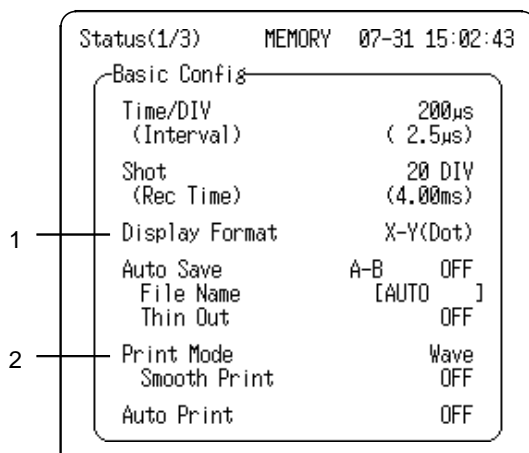 Status(1/3) MEMORY 07-31 15:02:43
Basic Config
Time/DIV 200µs
(Interval) ( 2.5µs)
Shot 20 DIV
(Rec Time) (4.00ms)
1 Display Format X-Y(Dot)
Auto Save A-B OFF
File Name [AUTO ]
Thin Out OFF
2 Print Mode Wave
Smooth Print OFF
Auto Print OFF